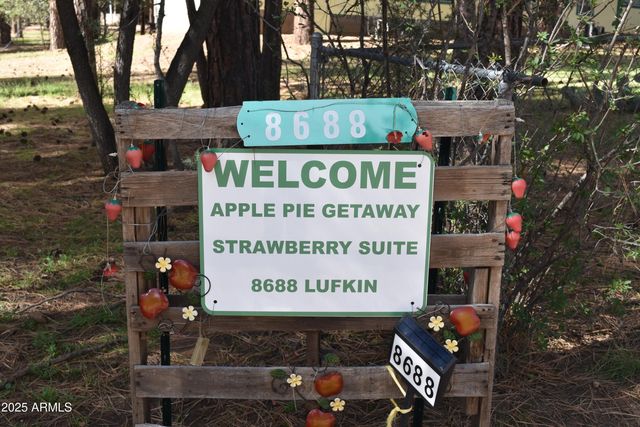 8688
WELCOME
APPLE PIE GETAWAY
STRAWBERRY SUITE
8688 LUFKIN
8688
2025 ARMLS